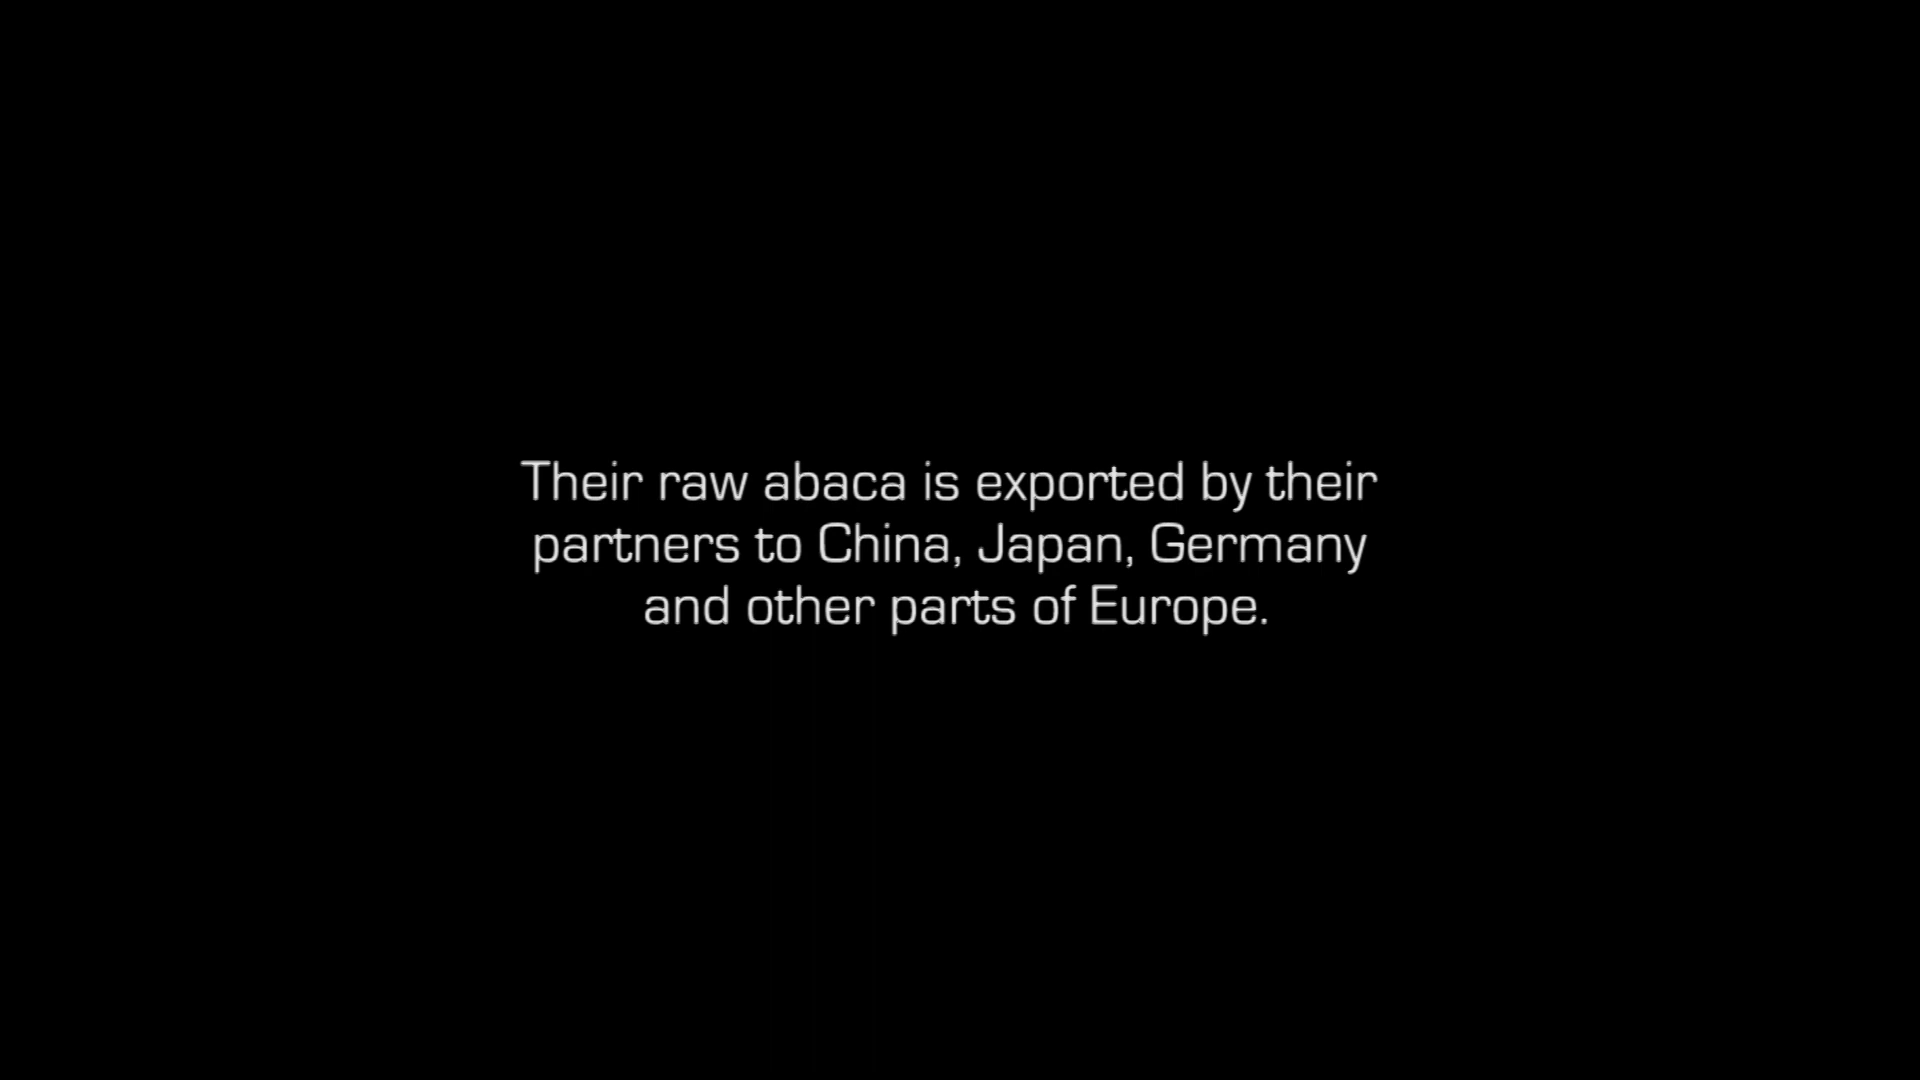 Their raw abaca is exported by their
partners to China, Japan, Germany
and other parts of Europe.